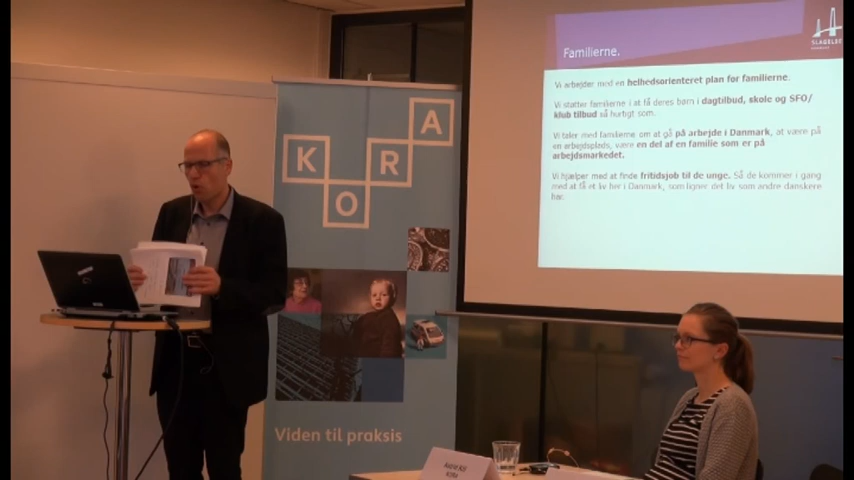 Familierne.
SLAGELSE
Vi arbejder med en helhedsorienteret plan for familierne.
Vi støtter familierne i at få deres børn i dagtilbud, skole og SFO/
klub tilbud så hurtigt som.
Vi taler med familierne om at gå på arbejde i Danmark, at være på
en arbejdsplads, være en del af en familie som er på
arbejdsmarkedet.
Vi hjælper med at finde fritidsjob til de unge. Så de kommer i gang
med at få et liv her i Danmark, som ligner det liv som andre danskere
har.
KORA
Viden til praksis
KORA